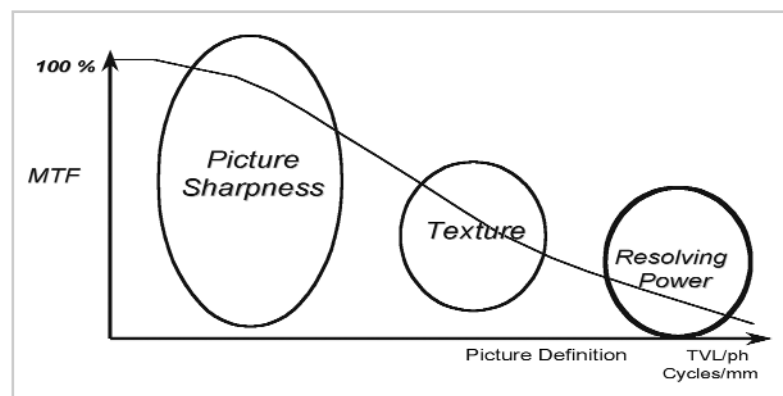 100 %
MTF
Picture
Sharpness
Texture
Resolving
Power
Picture Definition
TVL/ph
Cycles/mm